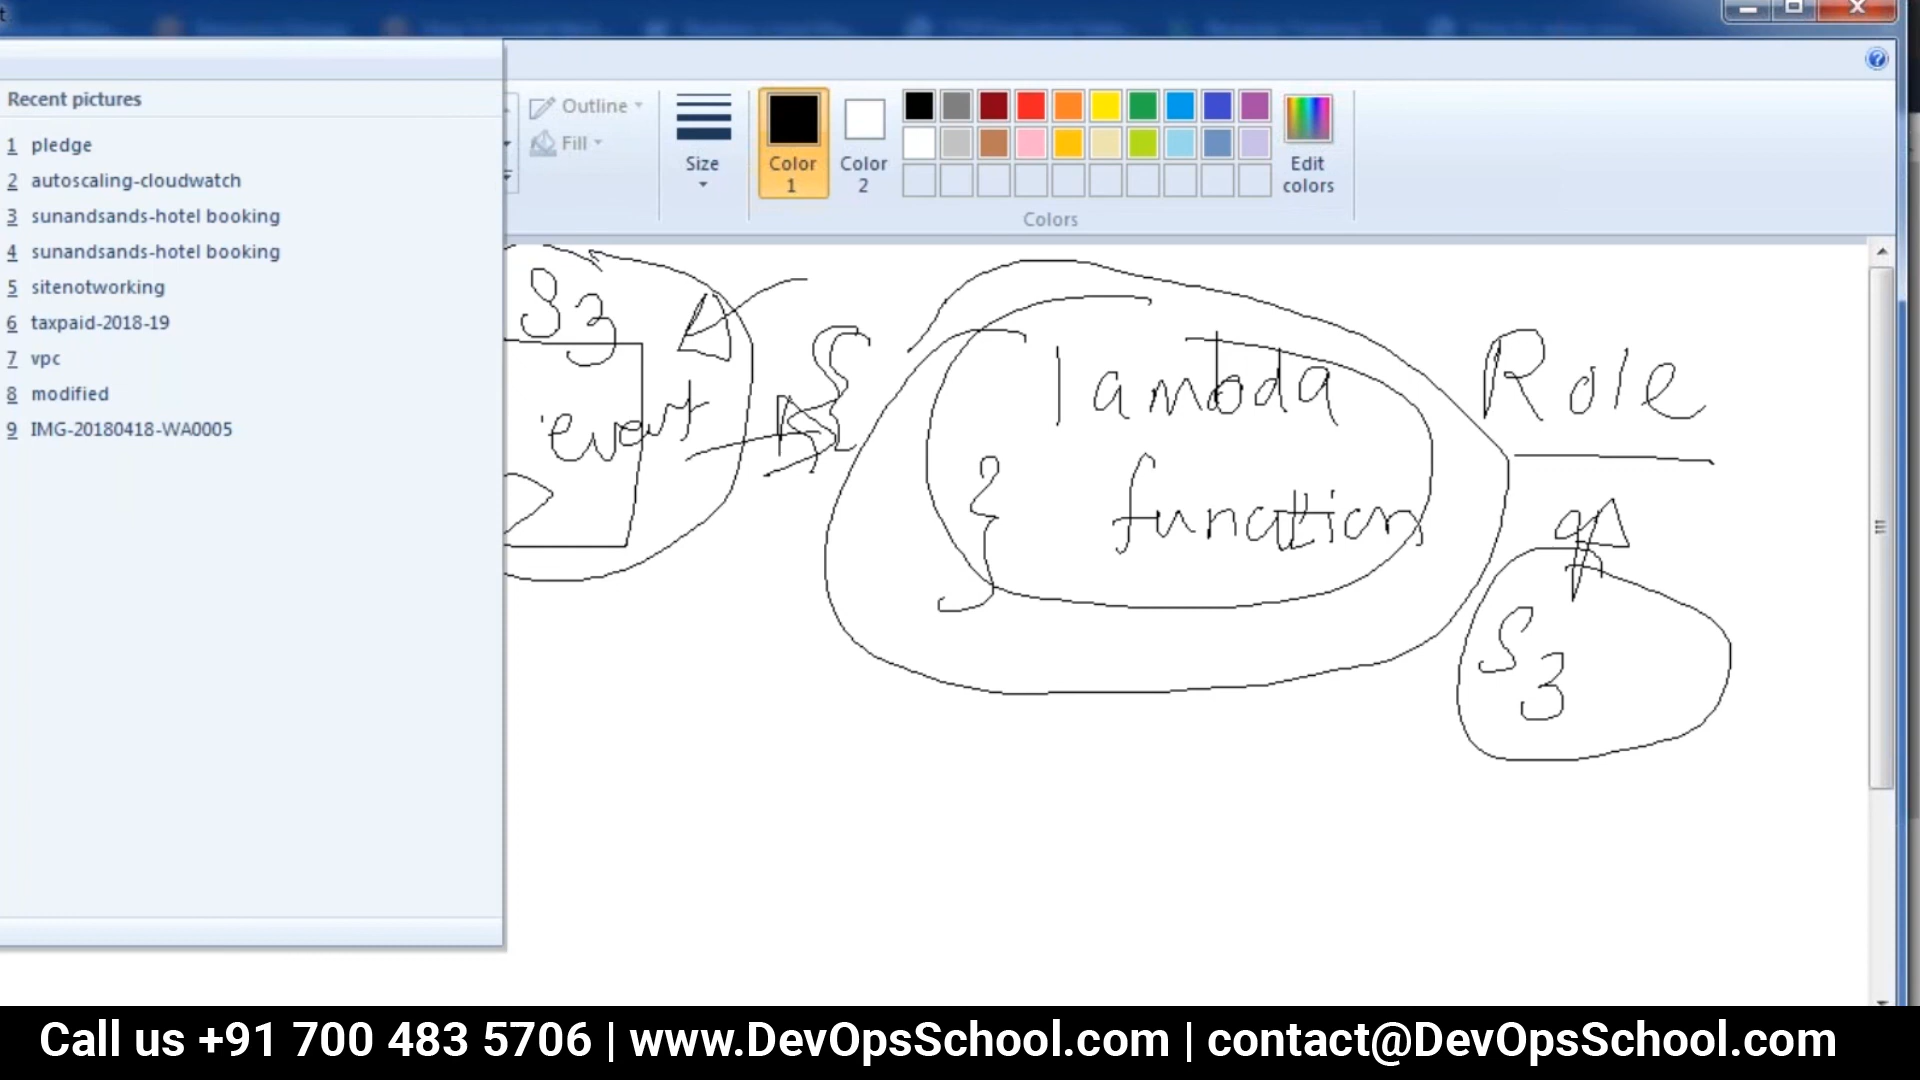 Recent pictures
1 pledge
2 autoscaling-cloudwatch
3 sunandsands-hotel booking
4 sunandsands-hotel booking
5 sitenotworking
6 taxpaid-2018-19
7 vpc
8 modified
9 IMG-20180418-WA0005
Outline
Fill
Size
Color 1
Color 2
Edit colors
Colors
S3
event
lambda
function
Role
S3
Call us +91 700 483 5706 | www.DevOpsSchool.com | contact@DevOpsSchool.com